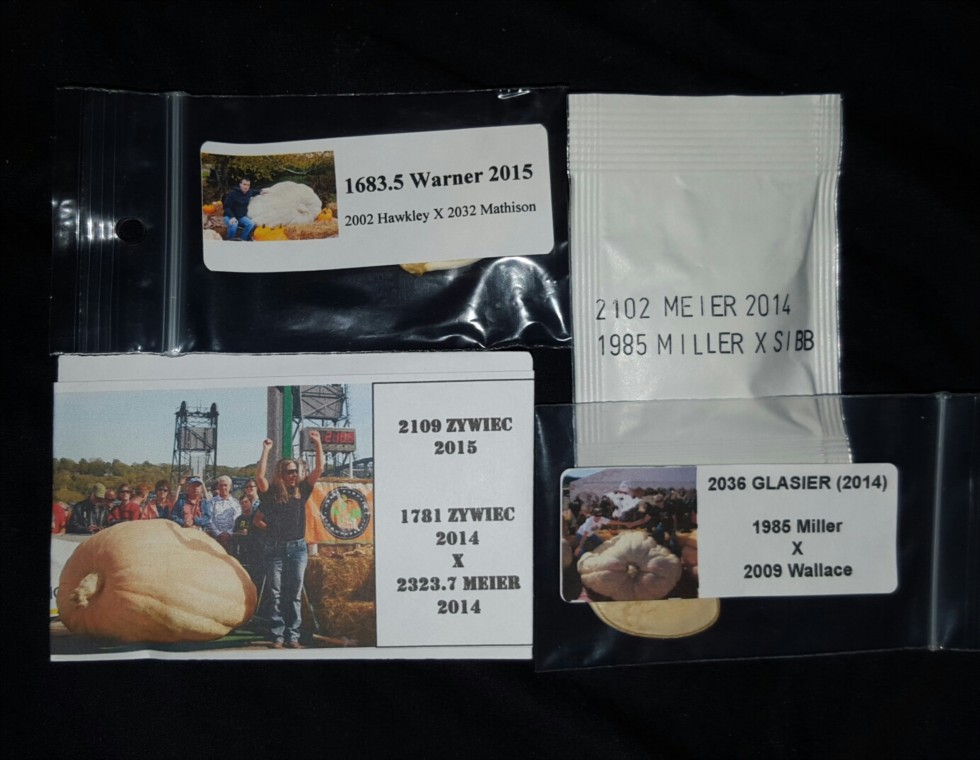 1683.5 Warner 2015
2002 Hawkley X 2032 Mathison
2102 MEIER 2014
1985 MILLER X SIBB
2109 ZYWIEC
2015
1781 ZYWIEC
2014
X
2323.7 MEIER
2014
2036 GLASIER (2014)
1985 Miller
X
2009 Wallace